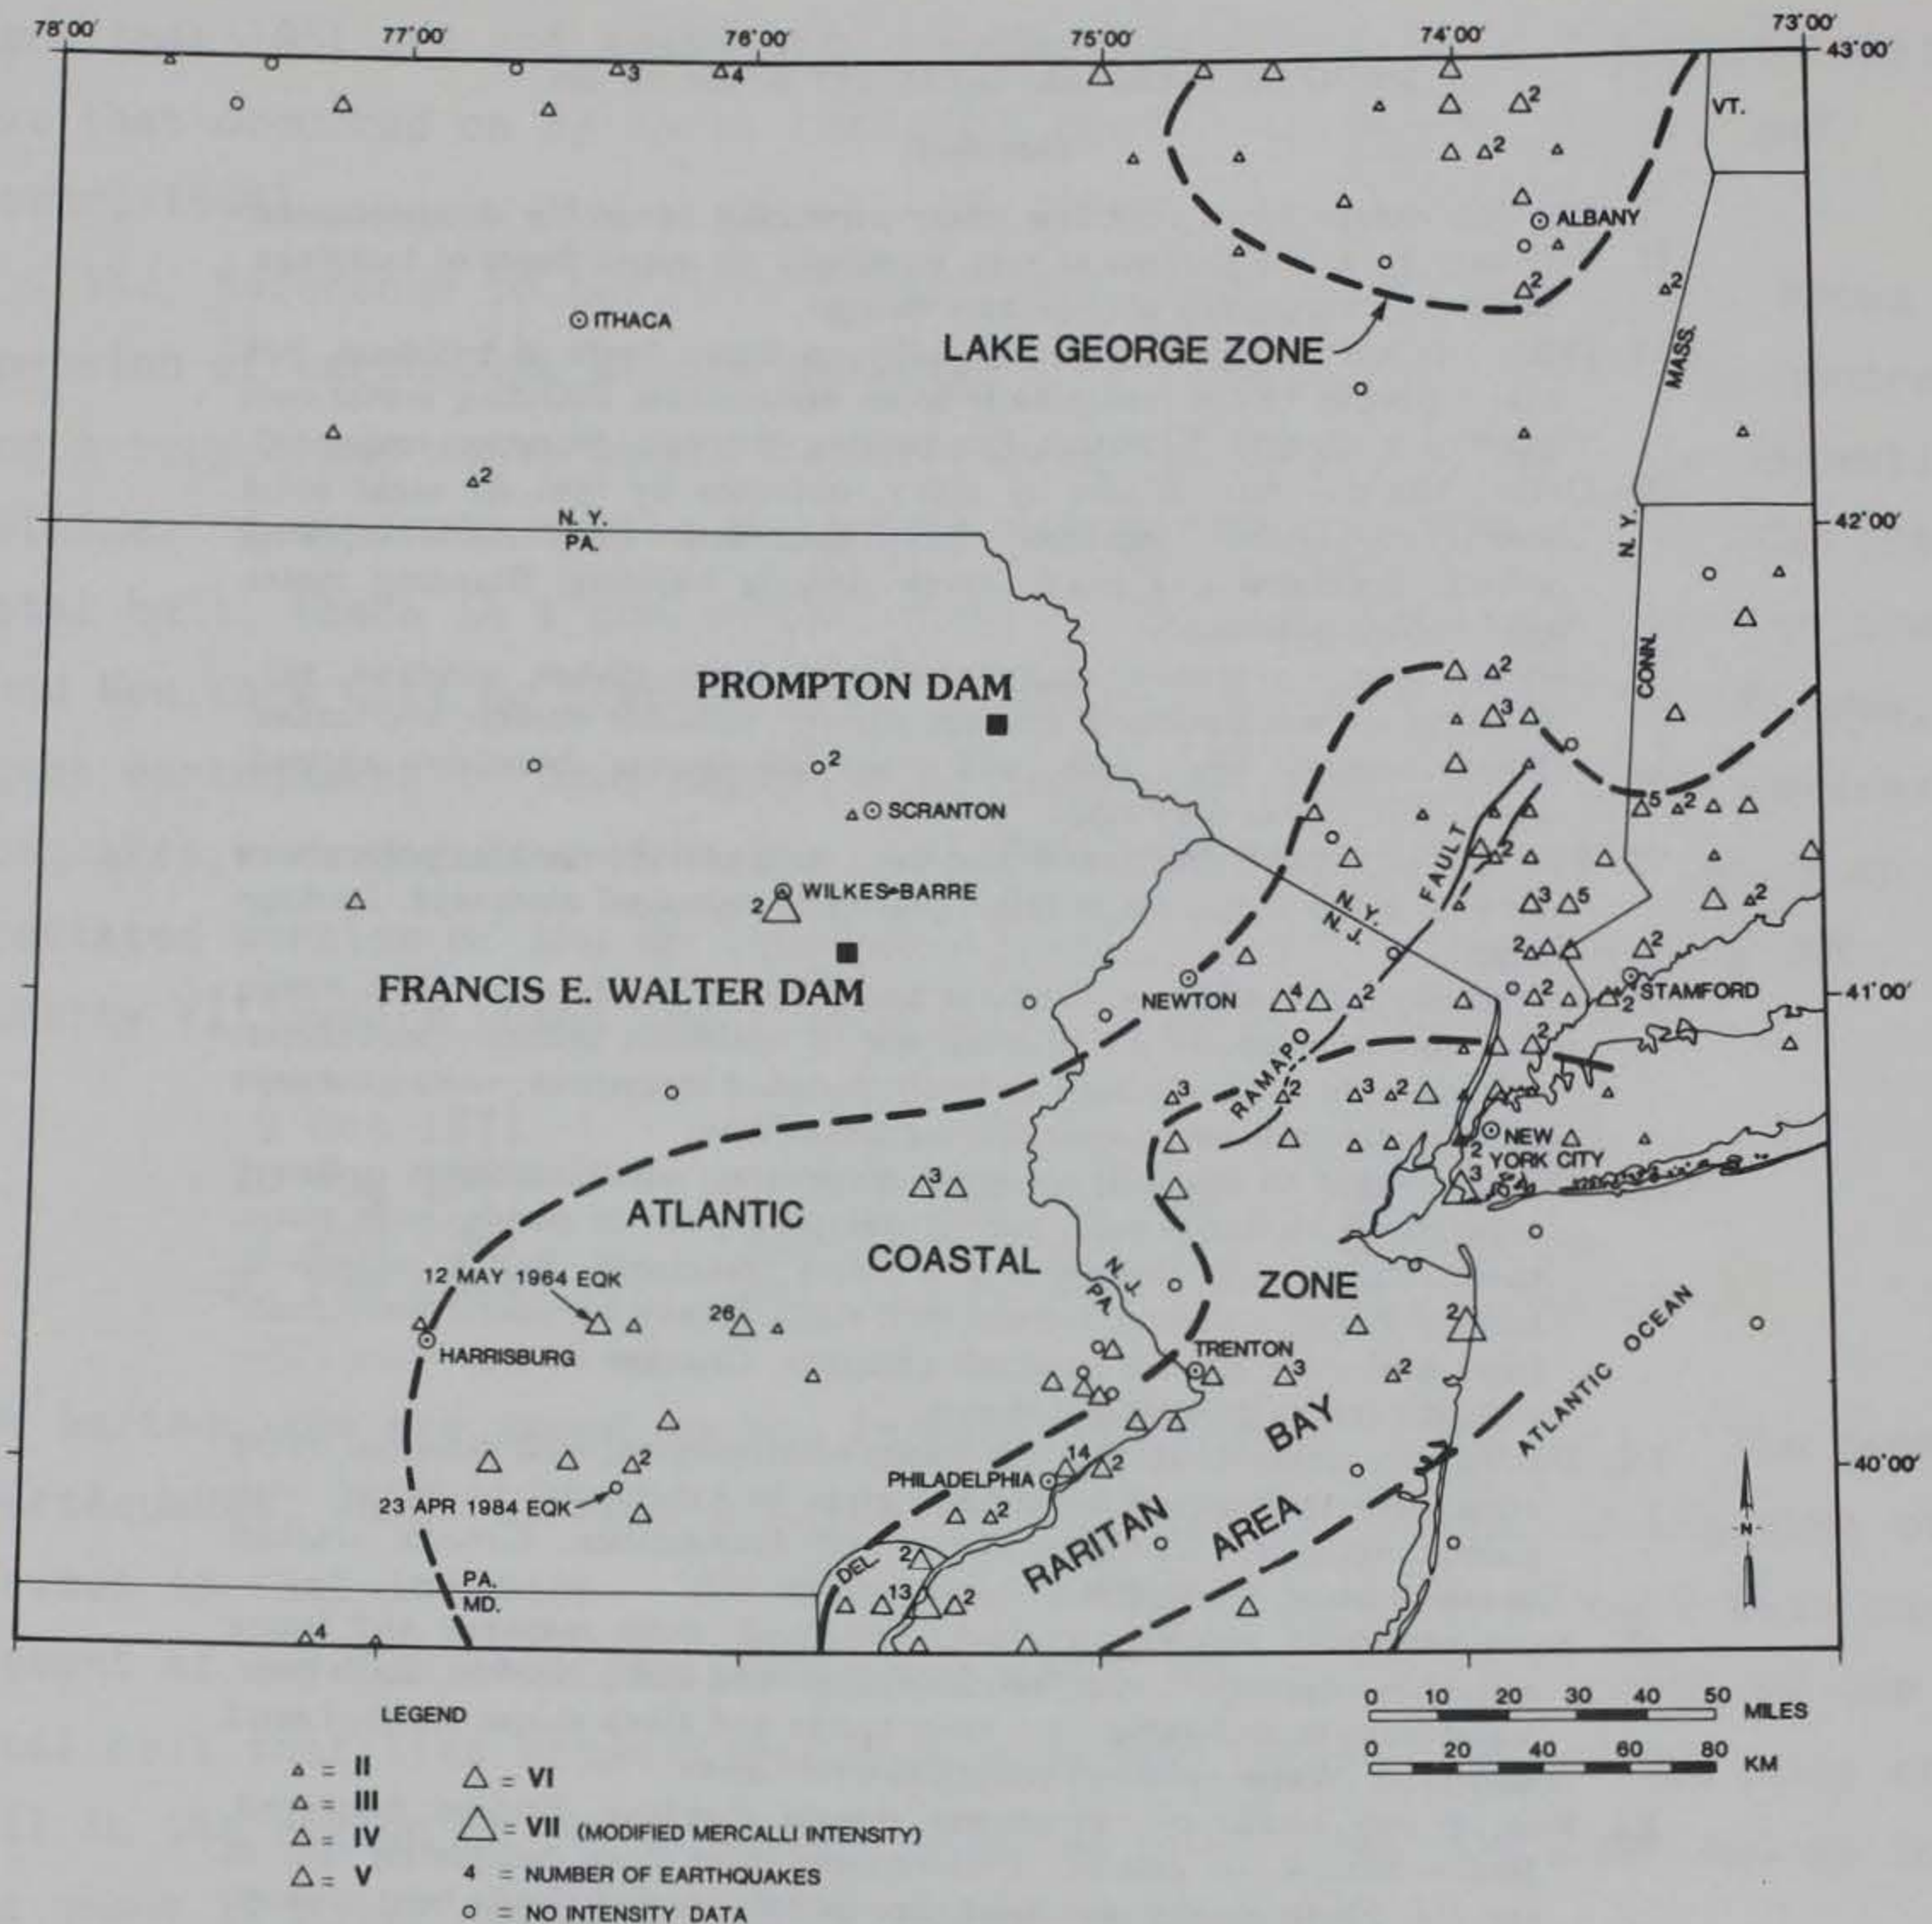 78°00' 77°00' 76°00' 75°00' 74°00' 73°00'
43°00'
3 4
VT.
2
2
ALBANY
2
2
ITHACA
LAKE GEORGE ZONE
MASS.
2
N. Y.
PA.
N. Y.
42°00'
CONN.
PROMPTON DAM
2
3
2
SCRANTON
5 2
FAULT
2
WILKES-BARRE
2
N. Y.
N. J.
3 5
2
2 2
FRANCIS E. WALTER DAM
NEWTON
4 2
2
2
STAMFORD
41°00'
RAMAPO
2
3
2
3 2
NEW
YORK CITY
2
3
4
ATLANTIC
3
COASTAL
ZONE
N. J.
PA.
12 MAY 1964 EQK
26
2
HARRISBURG
TRENTON
3
2
ATLANTIC OCEAN
BAY
2
14
2
PHILADELPHIA
40°00'
23 APR 1984 EQK
2
RARITAN
AREA
DEL.
2
13
2
PA.
MD.
4
N
LEGEND
0 10 20 30 40 50
MILES
0 20 40 60 80
KM
△ = II
△ = III
△ = IV
△ = V
△ = VI
△ = VII (MODIFIED MERCALLI INTENSITY)
4 = NUMBER OF EARTHQUAKES
○ = NO INTENSITY DATA